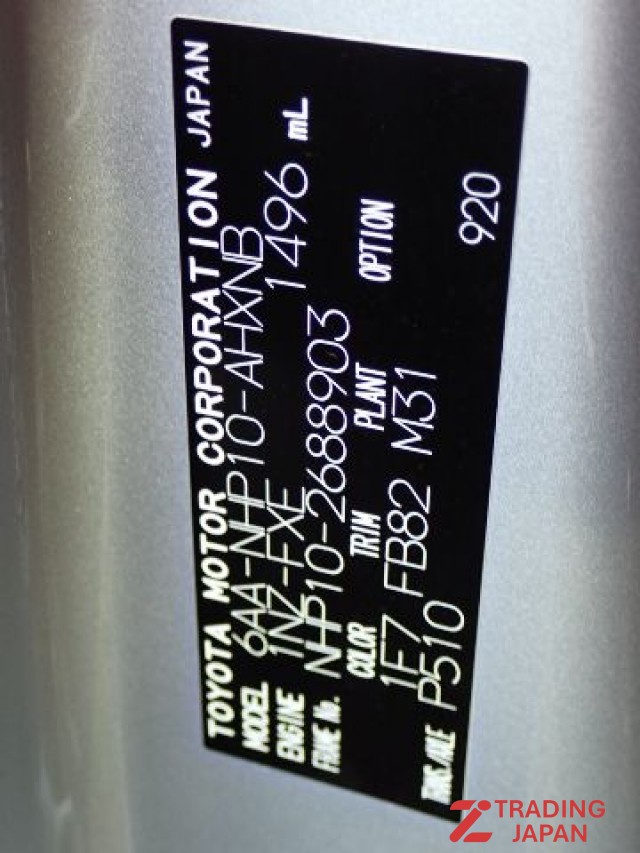 TOYOTA MOTOR CORPORATION JAPAN
MODEL 6AA-NHP10-AHXNB
ENGINE 1NZ-FXE 1496 mL
FRAME No. NHP10-2688903
COLOR TRIM PLANT OPTION
1F7 FB82 M31
TRNS./AXLE P510 920
TRADING
JAPAN